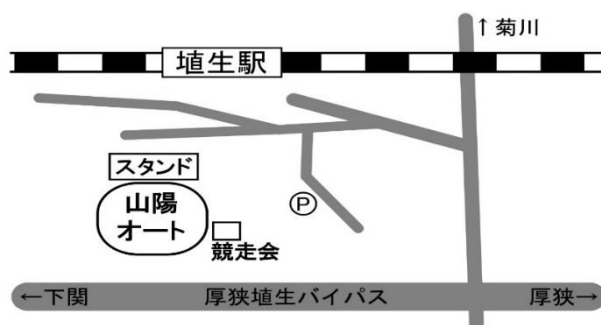 ↑菊川
埴生駅
スタンド
山陽
オート
P
競走会
←下関
厚狭埴生バイパス
厚狭→